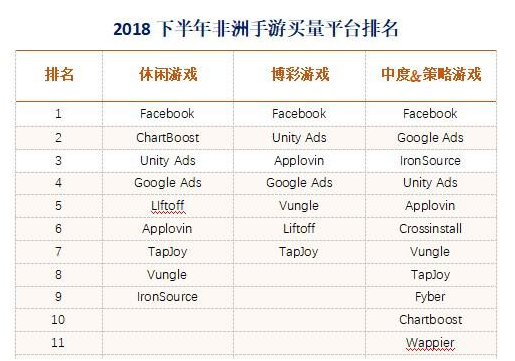 2018 下半年非洲手游买量平台排名
排名 休闲游戏 博彩游戏 中度&策略游戏
1 Facebook Facebook Facebook
2 ChartBoost Unity Ads Google Ads
3 Unity Ads Applovin IronSource
4 Google Ads Google Ads Unity Ads
5 LIftoff Vungle Applovin
6 Applovin Liftoff Crossinstall
7 TapJoy TapJoy Vungle
8 Vungle TapJoy
9 IronSource Fyber
10 Chartboost
11 Wappier